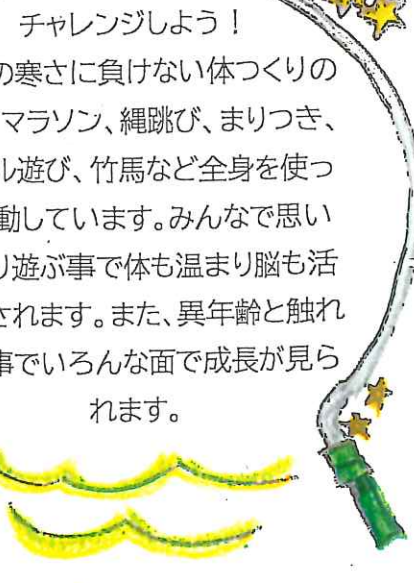 チャレンジしよう！
の寒さに負けない体つくりの
マラソン、縄跳び、まりつき、
ル遊び、竹馬など全身を使っ
動しています。みんなで思い
り遊ぶ事で体も温まり脳も活
されます。また、異年齢と触れ
事でいろんな面で成長が見ら
れます。